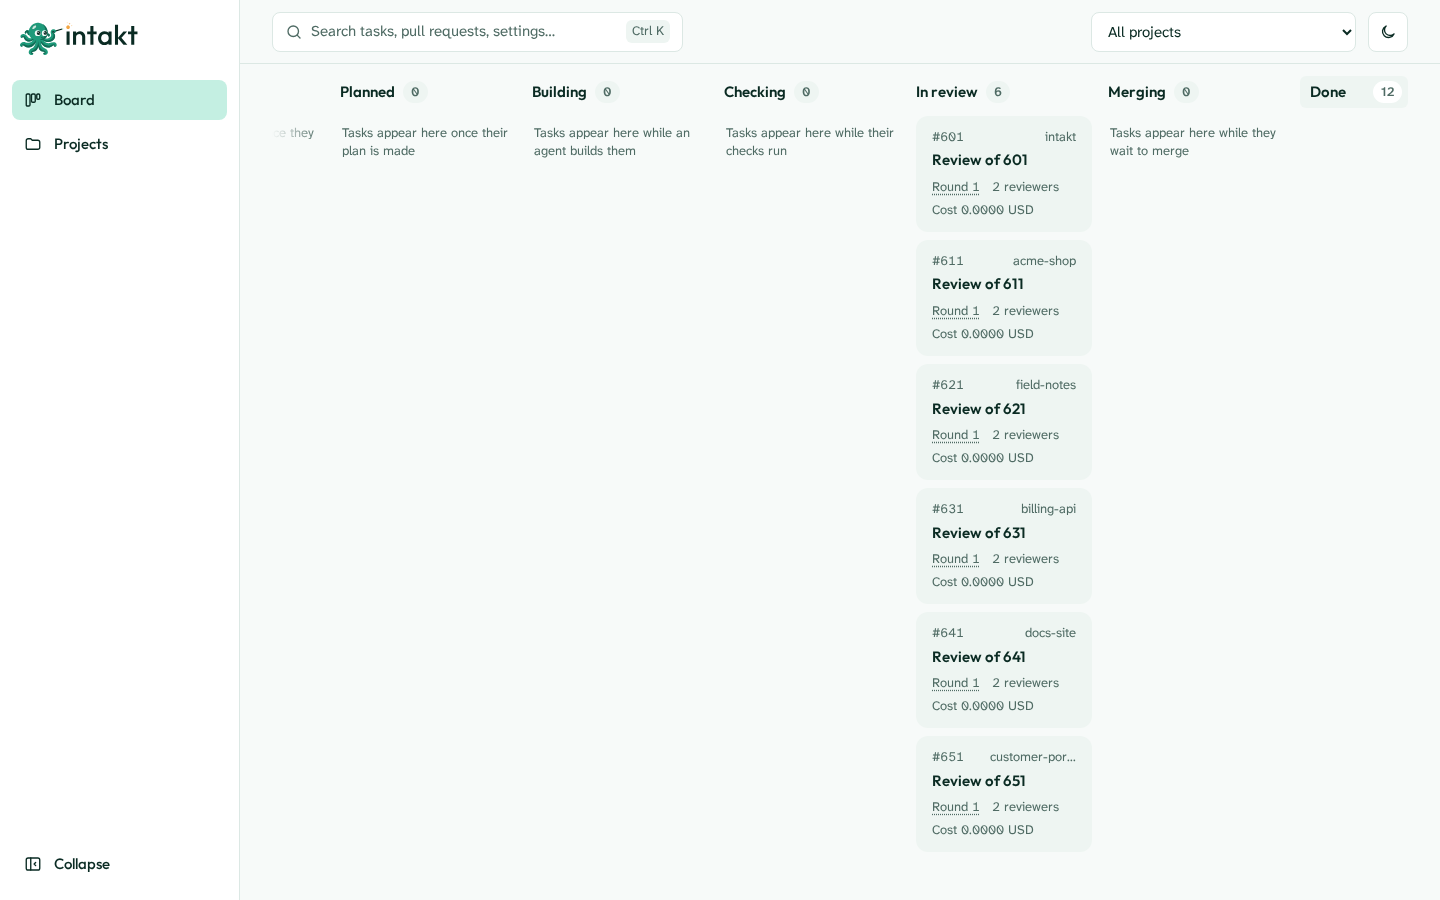 intakt
Search tasks, pull requests, settings...
Ctrl K
All projects
Board
Projects
Planned 0
Building 0
Checking 0
In review 6
Merging 0
Done 12
they
Tasks appear here once their
plan is made
Tasks appear here while an
agent builds them
Tasks appear here while their
checks run
#601 intakt
Review of 601
Round 1 2 reviewers
Cost 0.0000 USD
#611 acme-shop
Review of 611
Round 1 2 reviewers
Cost 0.0000 USD
#621 field-notes
Review of 621
Round 1 2 reviewers
Cost 0.0000 USD
#631 billing-api
Review of 631
Round 1 2 reviewers
Cost 0.0000 USD
#641 docs-site
Review of 641
Round 1 2 reviewers
Cost 0.0000 USD
#651 customer-por...
Review of 651
Round 1 2 reviewers
Cost 0.0000 USD
Tasks appear here while they
wait to merge
Collapse